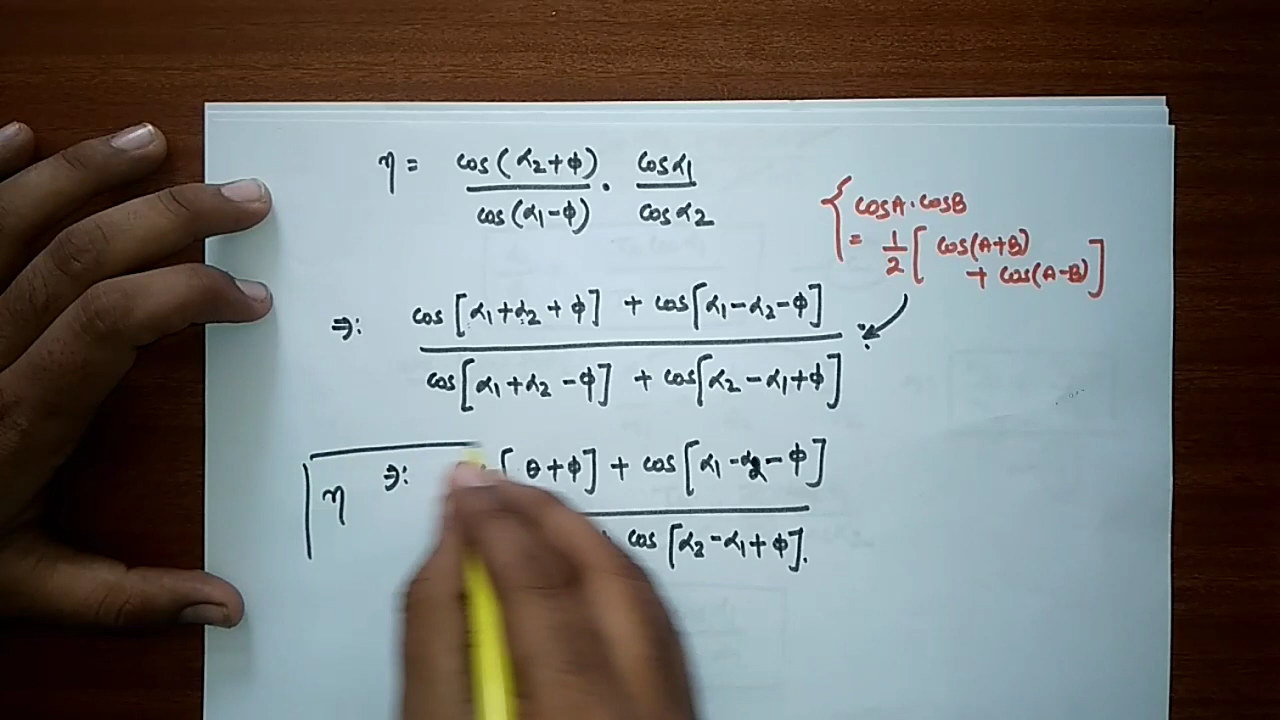 η = cos(α₂+ϕ) / cos(α₁-ϕ) · cosα₁ / cosα₂
{ cosA·cosB
= 1/2 [ cos(A+B)
+ cos(A-B) ]
⇒: cos[α₁+α₂+ϕ] + cos[α₁-α₂-ϕ] / cos[α₁+α₂-ϕ] + cos[α₂-α₁+ϕ]
η ⇒: [θ+ϕ] + cos[α₁-α₂-ϕ]
cos[α₂-α₁+ϕ].